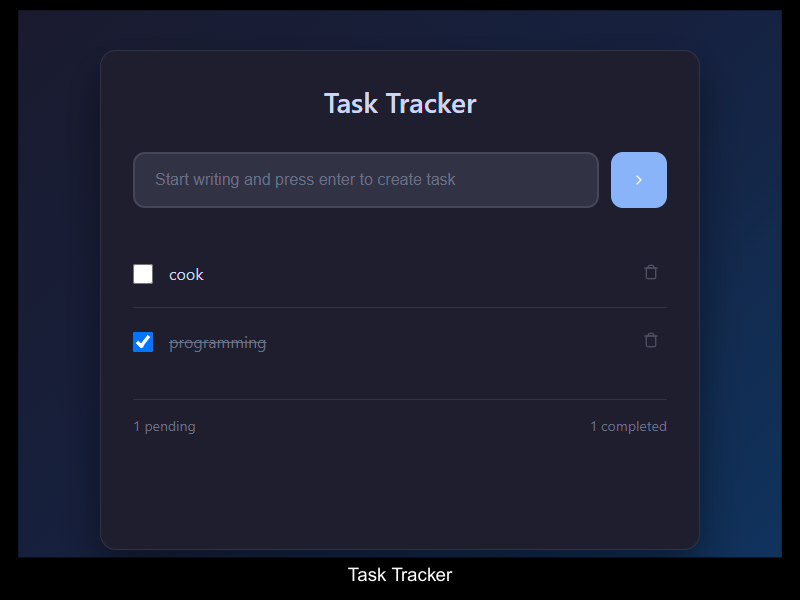 Task Tracker
Start writing and press enter to create task
cook
programming
1 pending
1 completed
Task Tracker